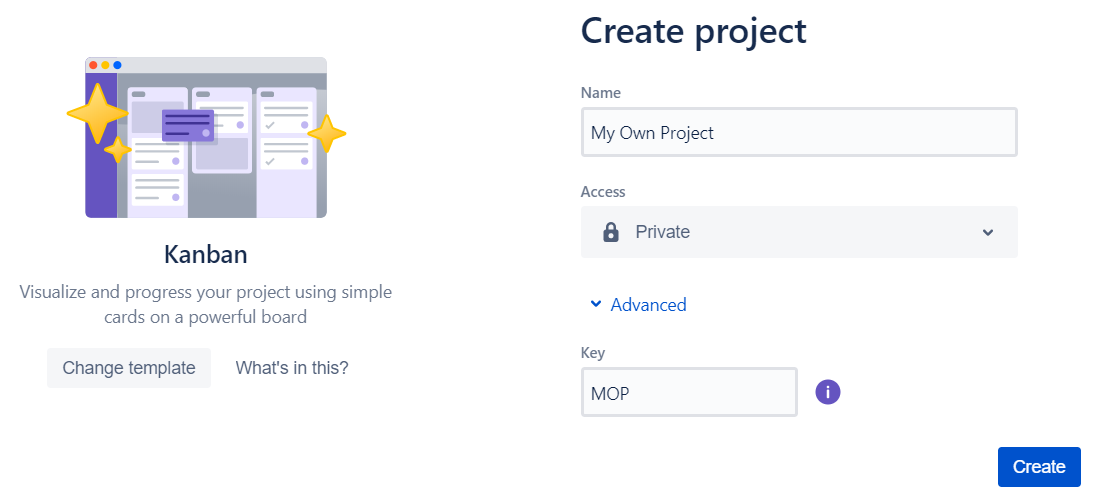 Kanban
Visualize and progress your project using simple
cards on a powerful board
Change template
What's in this?
Create project
Name
My Own Project
Access
Private
Advanced
Key
MOP
i
Create